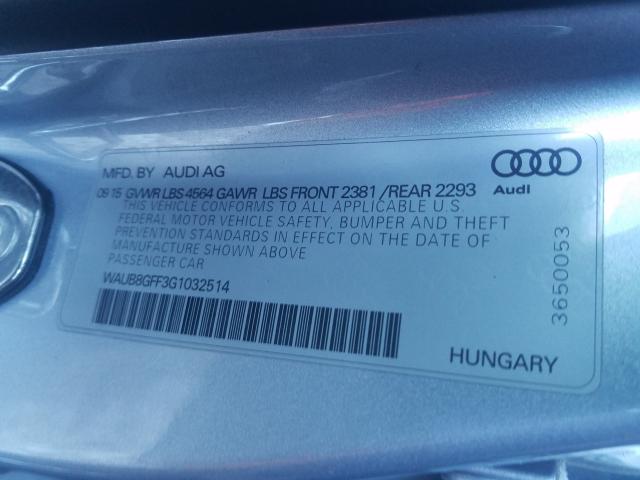 MFD. BY AUDI AG
09 15 GVWR LBS 4564 GAWR LBS FRONT 2381 /REAR 2293
THIS VEHICLE CONFORMS TO ALL APPLICABLE U.S.
FEDERAL MOTOR VEHICLE SAFETY, BUMPER AND THEFT
PREVENTION STANDARDS IN EFFECT ON THE DATE OF
MANUFACTURE SHOWN ABOVE
PASSENGER CAR
WAUB8GFF3G1032514
Audi
3650053
HUNGARY